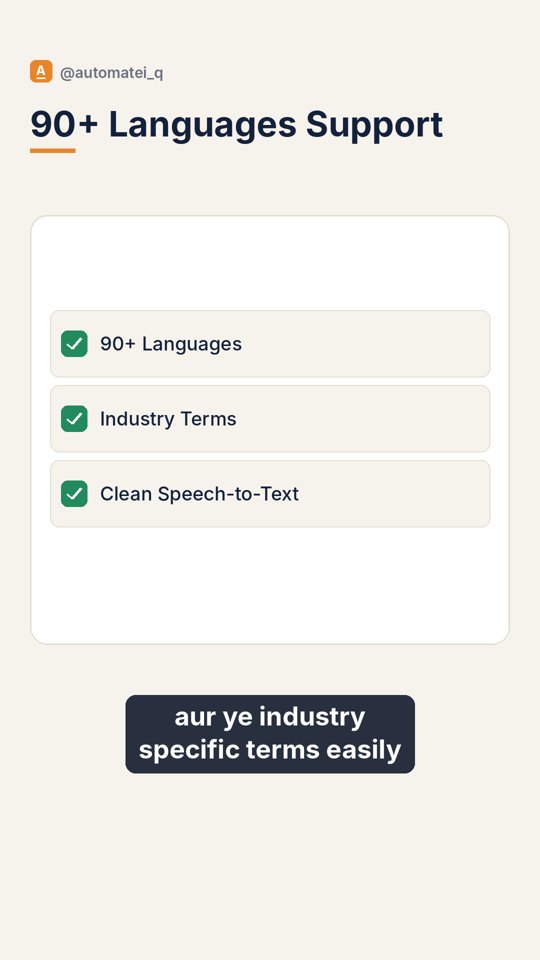 A
@automatei_q
90+ Languages Support
90+ Languages
Industry Terms
Clean Speech-to-Text
aur ye industry
specific terms easily